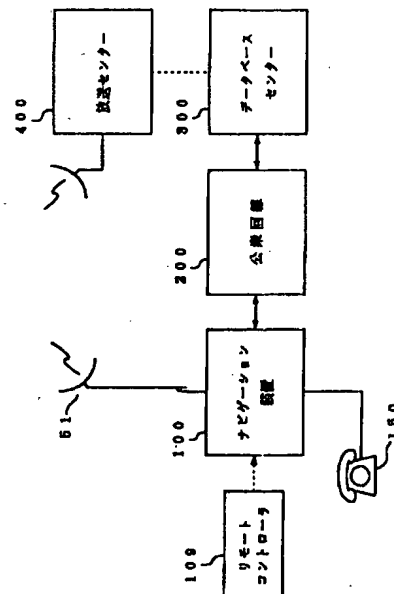 400
放送センター
300
データベース
センター
200
公衆回線
51
100
ナビゲーション
装置
150
109
リモート
コントローラ